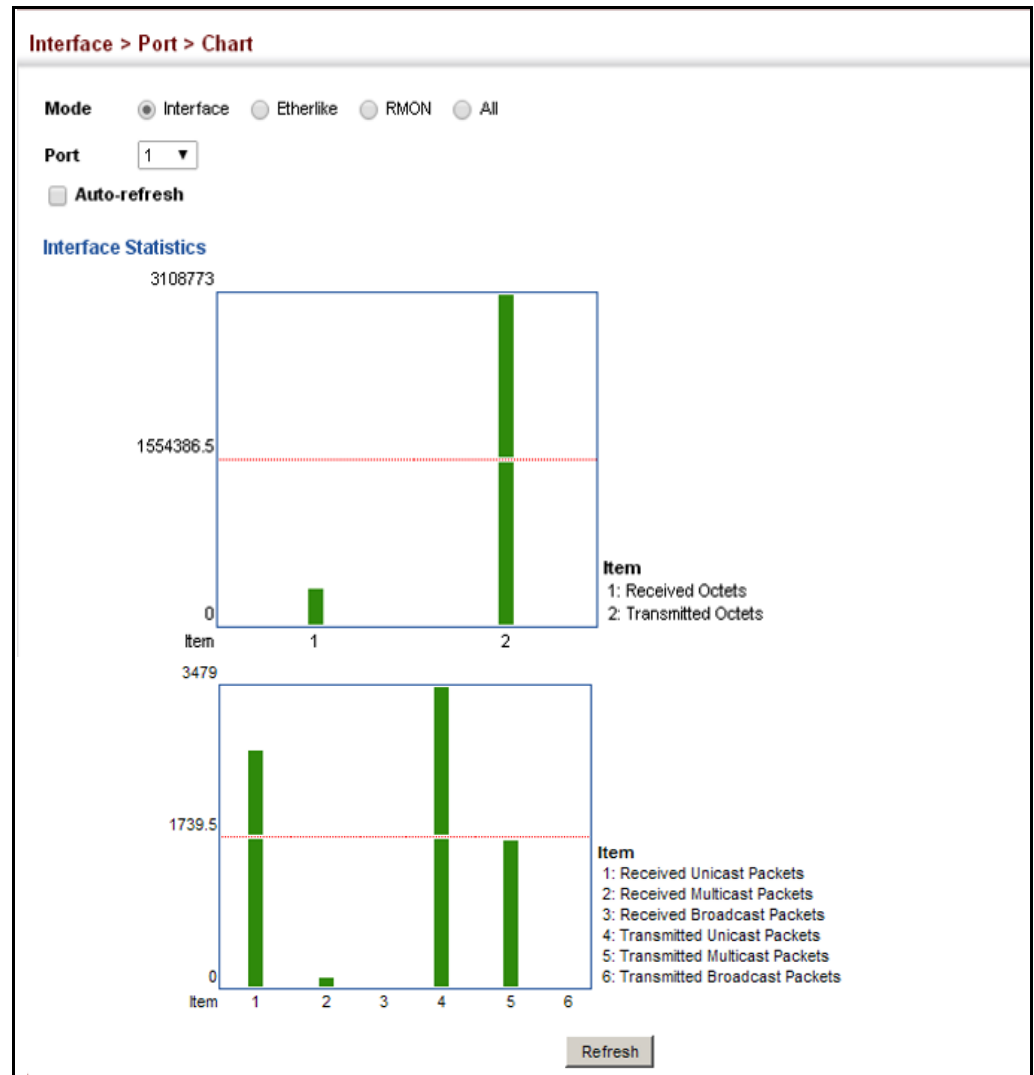 Interface > Port > Chart
Mode Interface Etherlike RMON All
Port 1
Auto-refresh
Interface Statistics
3108773
1554386.5
0
Item 1 2
Item
1: Received Octets
2: Transmitted Octets
3479
1739.5
0
Item 1 2 3 4 5 6
Item
1: Received Unicast Packets
2: Received Multicast Packets
3: Received Broadcast Packets
4: Transmitted Unicast Packets
5: Transmitted Multicast Packets
6: Transmitted Broadcast Packets
Refresh